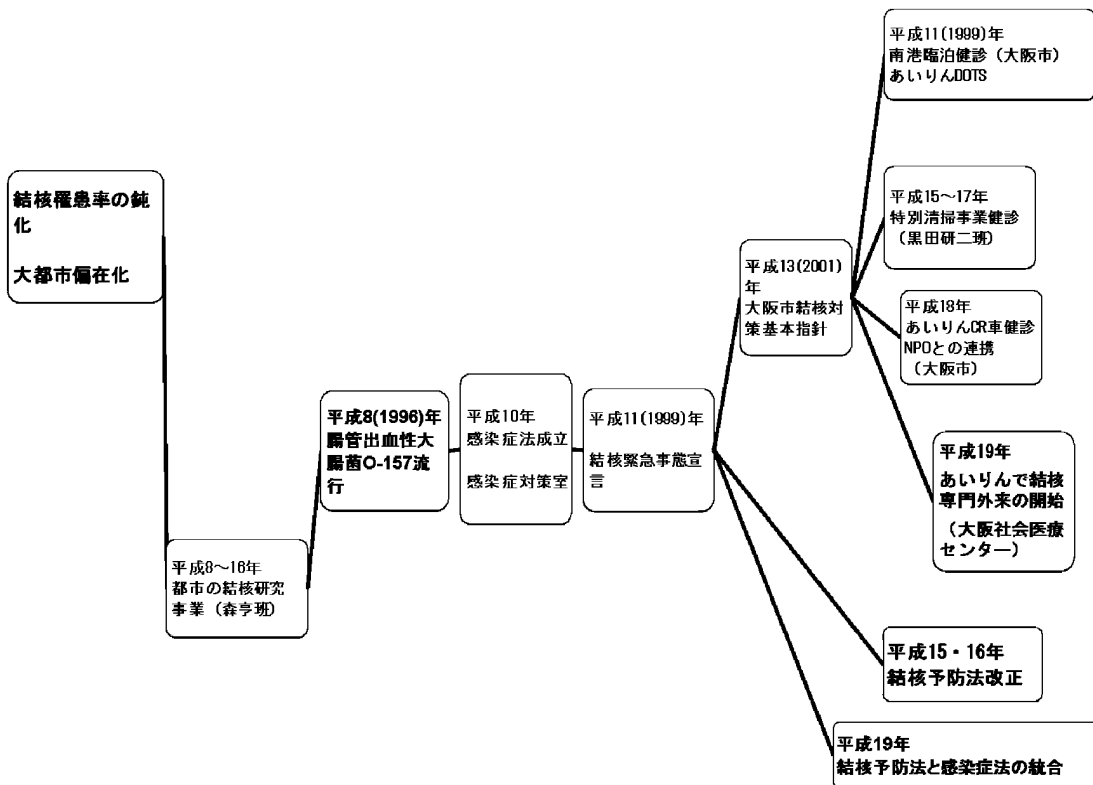 結核罹患率の鈍
化
大都市偏在化
平成8~16年
都市の結核研究
事業（森亨班）
平成8(1996)年
腸管出血性大
腸菌O-157流
行
平成10年
感染症法成立
感染症対策室
平成11(1999)年
結核緊急事態宣
言
平成13(2001)
年
大阪市結核対
策基本指針
平成11(1999)年
南港臨泊健診（大阪市）
あいりんDOTS
平成15~17年
特別清掃事業健診
（黒田研二班）
平成18年
あいりんCR車健診
NPOとの連携
（大阪市）
平成19年
あいりんで結核
専門外来の開始
（大阪社会医療
センター）
平成15・16年
結核予防法改正
平成19年
結核予防法と感染症法の統合